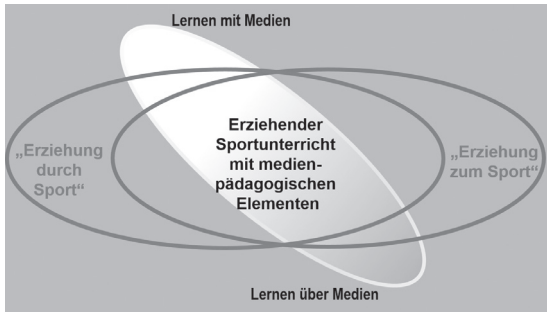 Lernen mit Medien
„Erziehung
durch
Sport“
Erziehender
Sportunterricht
mit medien-
pädagogischen
Elementen
„Erziehung
zum Sport“
Lernen über Medien